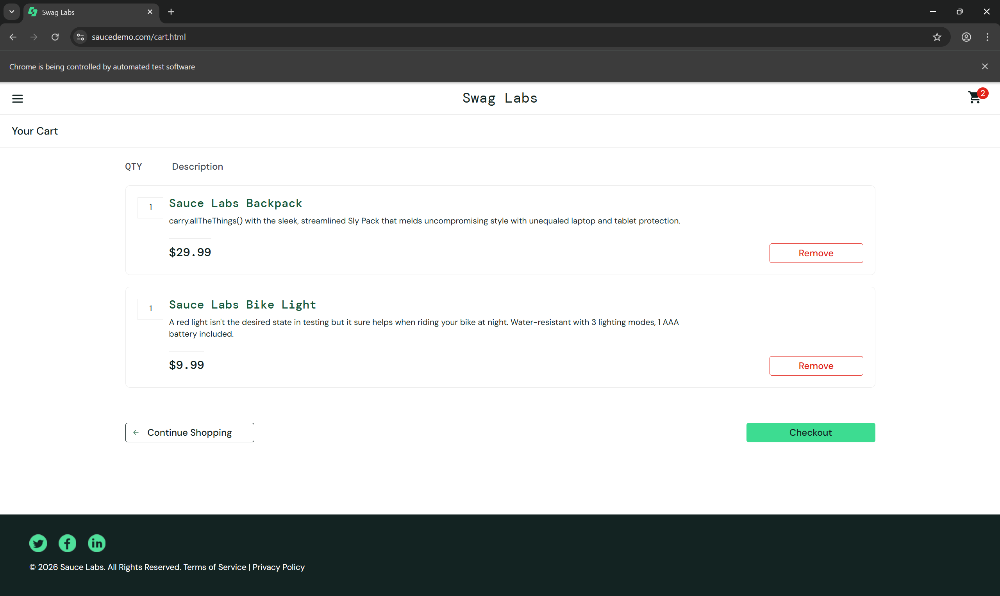 Swag Labs
saucedemo.com/cart.html
Chrome is being controlled by automated test software
Swag Labs
2
Your Cart
QTY Description
1
Sauce Labs Backpack
carry.allTheThings() with the sleek, streamlined Sly Pack that melds uncompromising style with unequaled laptop and tablet protection.
$29.99
Remove
1
Sauce Labs Bike Light
A red light isn't the desired state in testing but it sure helps when riding your bike at night. Water-resistant with 3 lighting modes, 1 AAA
battery included.
$9.99
Remove
Continue Shopping
Checkout
© 2026 Sauce Labs. All Rights Reserved. Terms of Service | Privacy Policy